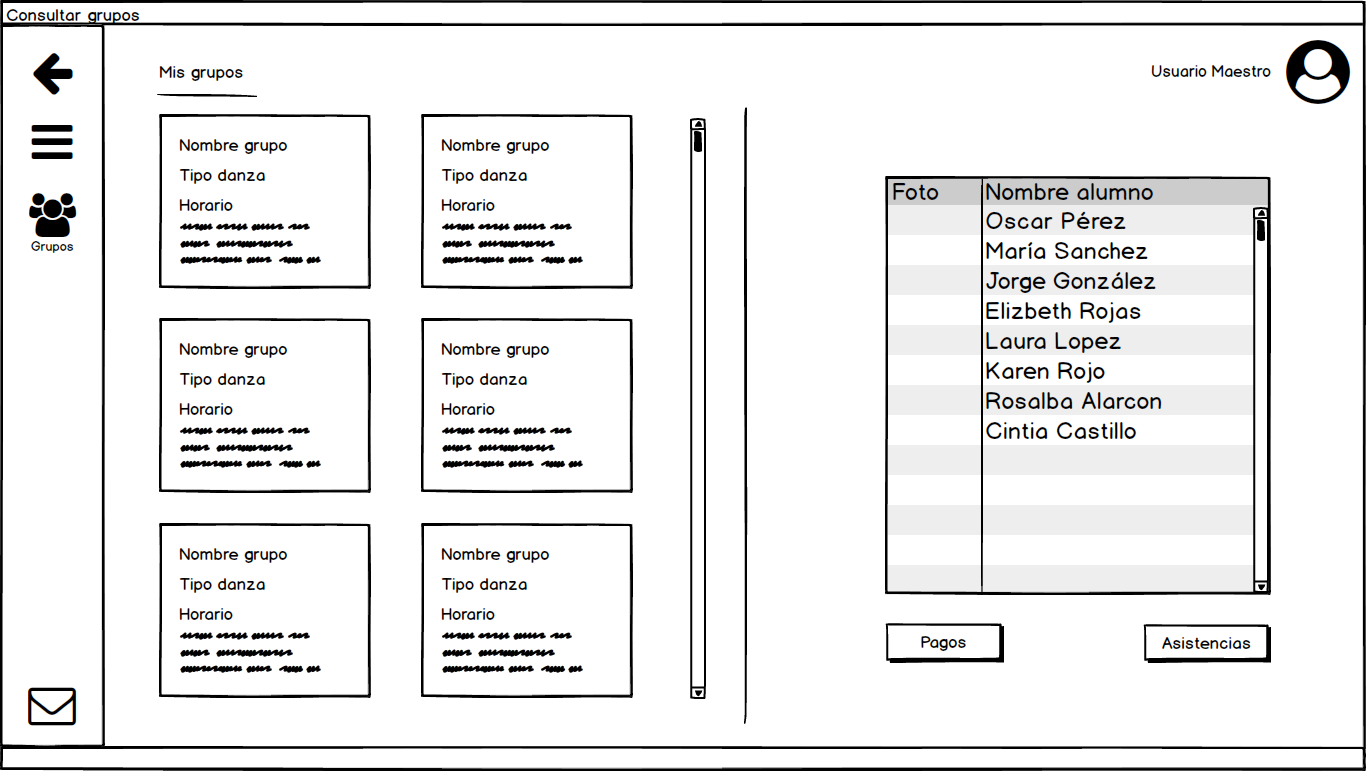 Consultar grupos
Grupos
Mis grupos
Usuario Maestro
Nombre grupo
Tipo danza
Horario
Nombre grupo
Tipo danza
Horario
Nombre grupo
Tipo danza
Horario
Nombre grupo
Tipo danza
Horario
Nombre grupo
Tipo danza
Horario
Nombre grupo
Tipo danza
Horario
Foto Nombre alumno
Oscar Pérez
María Sanchez
Jorge González
Elizbeth Rojas
Laura Lopez
Karen Rojo
Rosalba Alarcon
Cintia Castillo
Pagos
Asistencias